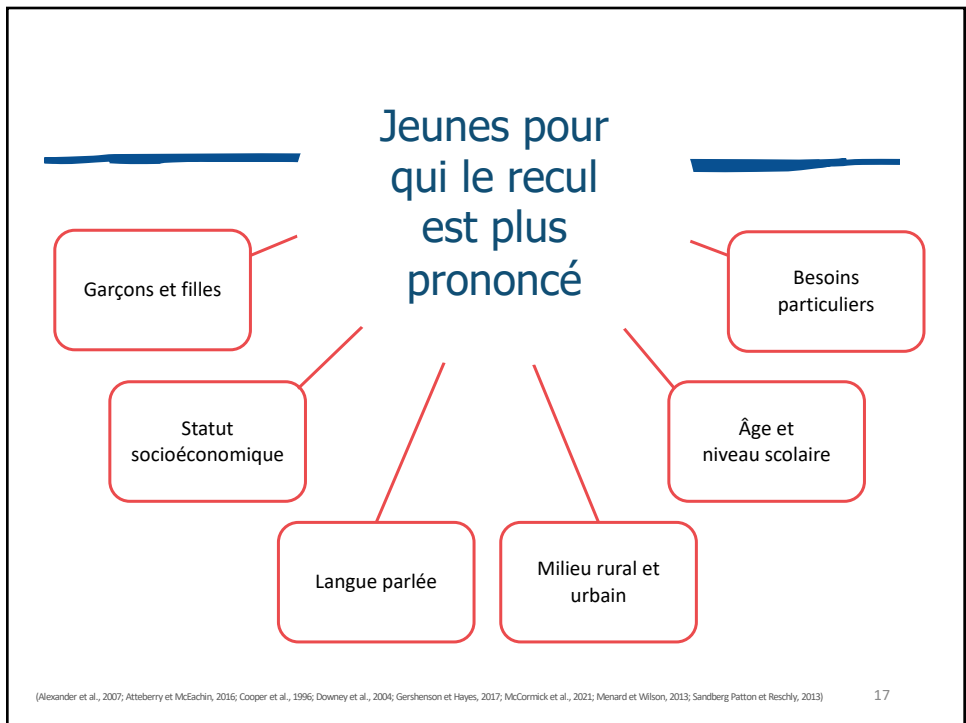 Jeunes pour
qui le recul
est plus
prononcé
Garçons et filles
Statut
socioéconomique
Langue parlée
Milieu rural et
urbain
Âge et
niveau scolaire
Besoins
particuliers
(Alexander et al., 2007; Atteberry et McEachin, 2016; Cooper et al., 1996; Downey et al., 2004; Gershenson et Hayes, 2017; McCormick et al., 2021; Menard et Wilson, 2013; Sandberg Patton et Reschly, 2013)
17